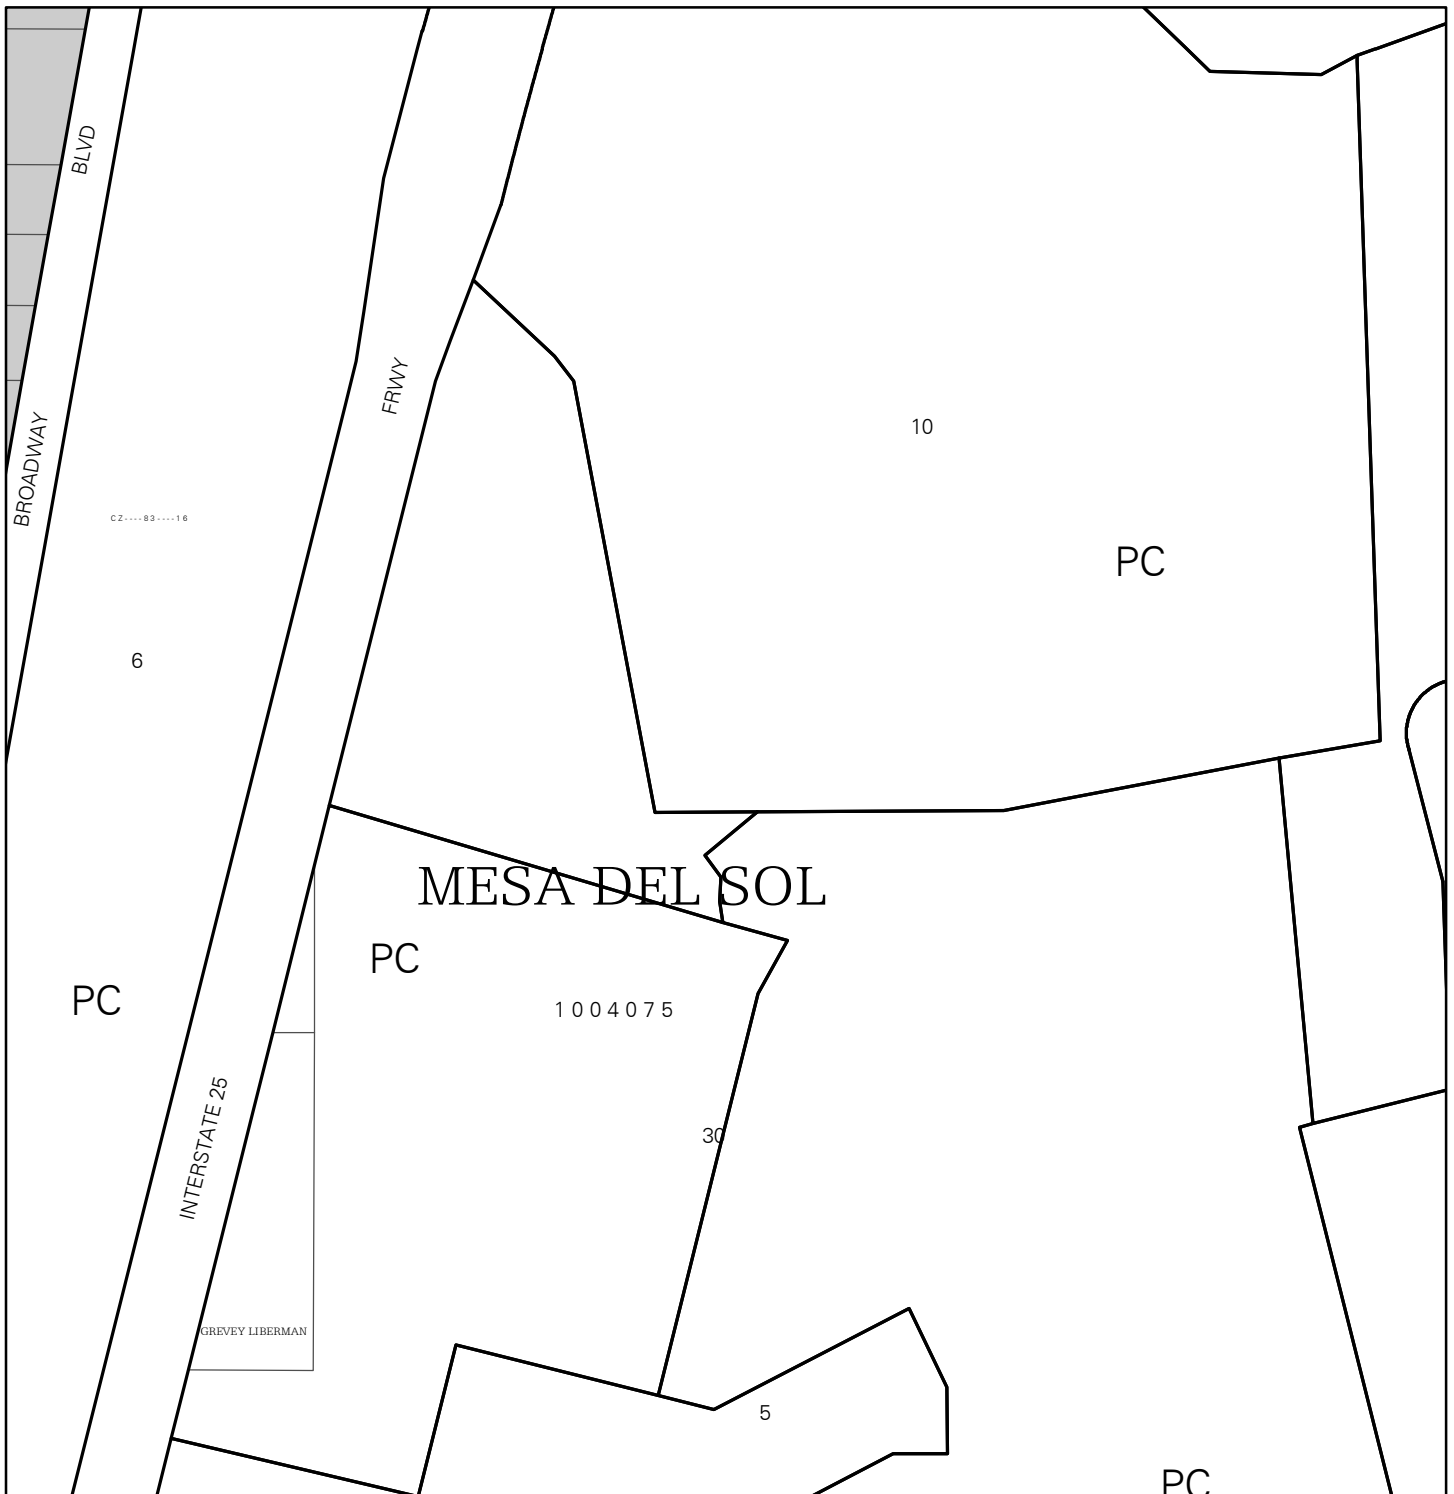 BLVD
FRWY
BROADWAY
10
CZ----83----16
PC
6
MESA DEL SOL
PC
PC
1004075
INTERSTATE 25
30
GREVEY LIBERMAN
5
PC